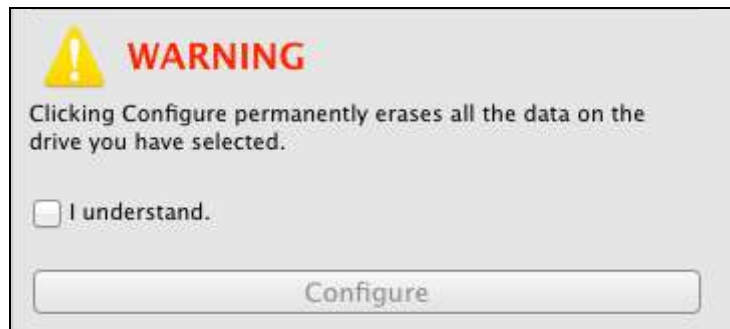 WARNING
Clicking Configure permanently erases all the data on the
drive you have selected.
I understand.
Configure